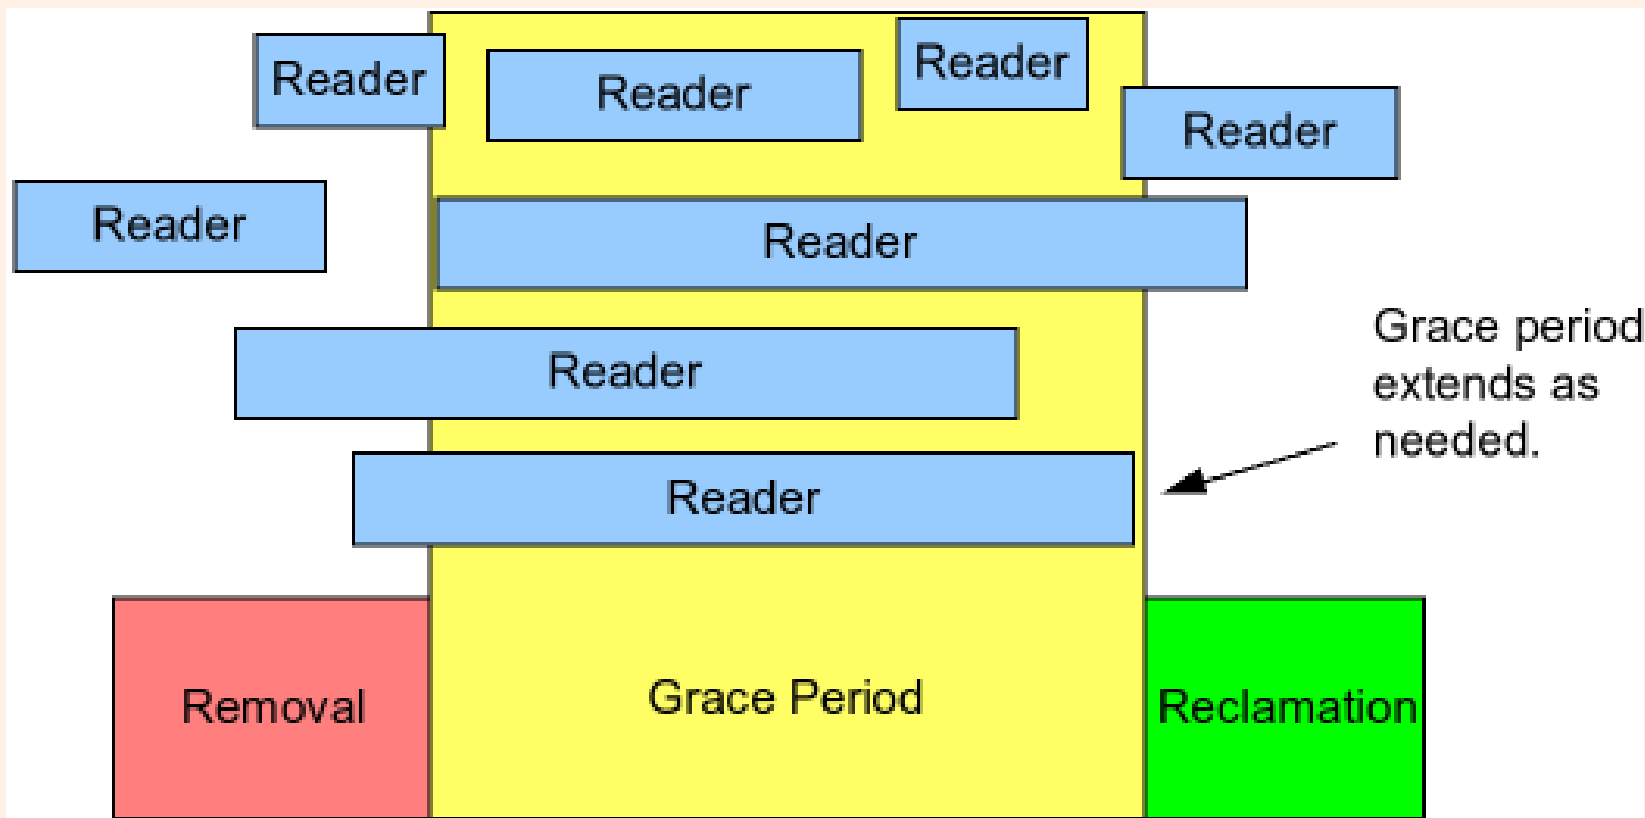 Reader
Reader
Reader
Reader
Reader
Reader
Reader
Reader
Grace period
extends as
needed.
Removal
Grace Period
Reclamation